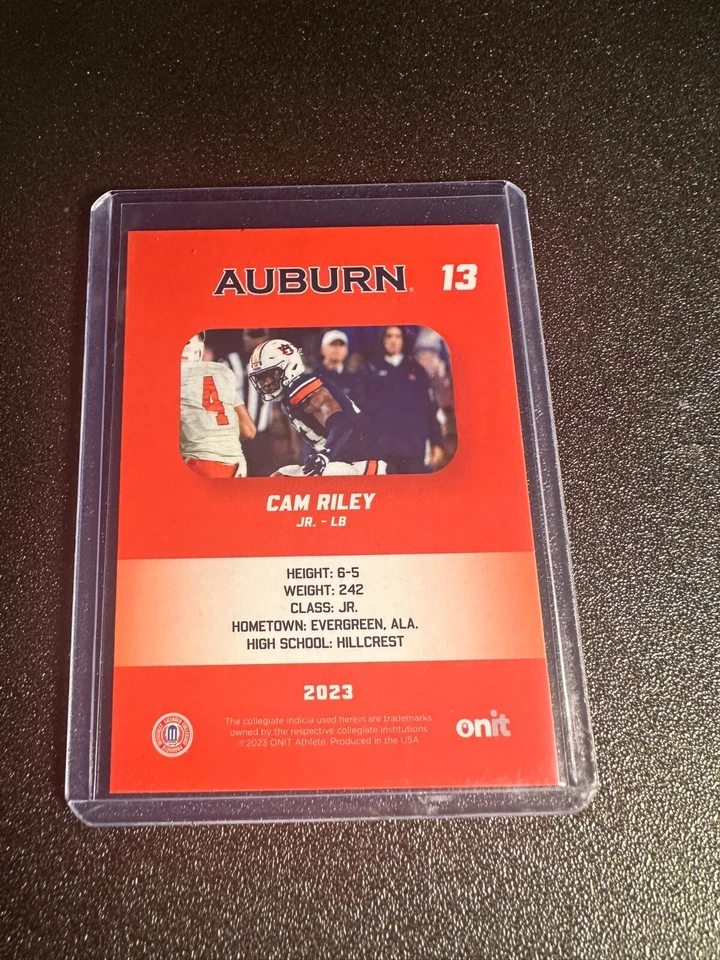 AUBURN 13
4
CAM RILEY
JR. - LB
HEIGHT: 6-5
WEIGHT: 242
CLASS: JR.
HOMETOWN: EVERGREEN, ALA.
HIGH SCHOOL: HILLCREST
2023
The collegiate indicia used herein are trademarks
owned by the respective collegiate institutions
©2023 ONIT Athlete. Produced in the USA.
onit